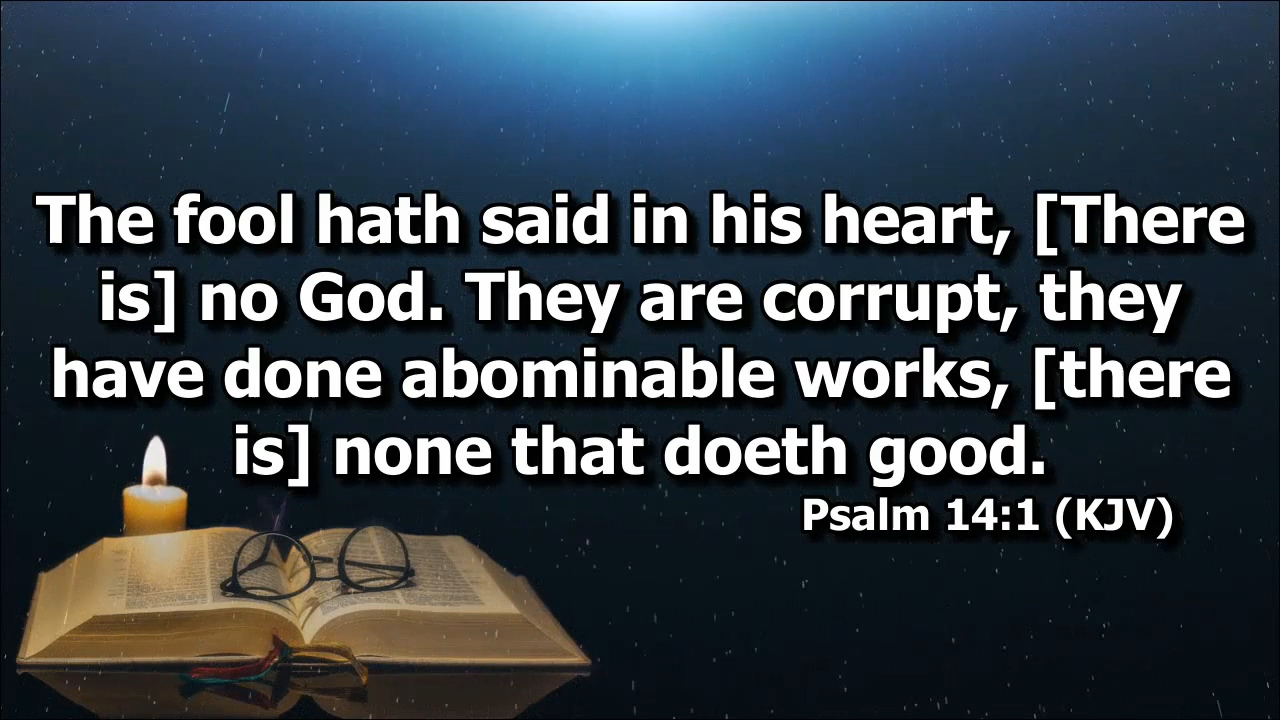 The fool hath said in his heart, [There
is] no God. They are corrupt, they
have done abominable works, [there
is] none that doeth good.
Psalm 14:1 (KJV)